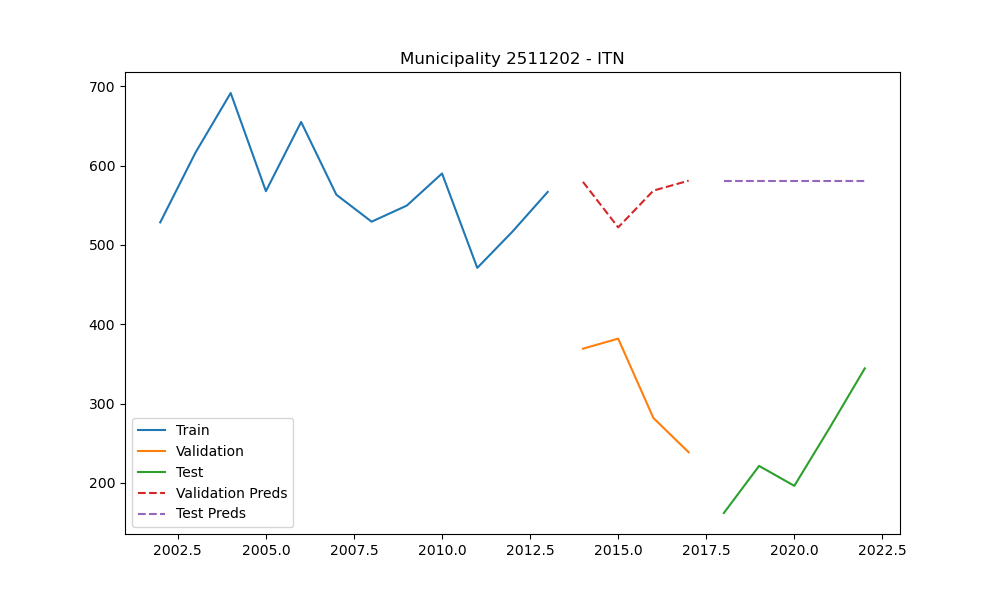 Municipality 2511202 - ITN
700
600
500
400
300
200
Train
Validation
Test
Validation Preds
Test Preds
2002.5 2005.0 2007.5 2010.0 2012.5 2015.0 2017.5 2020.0 2022.5